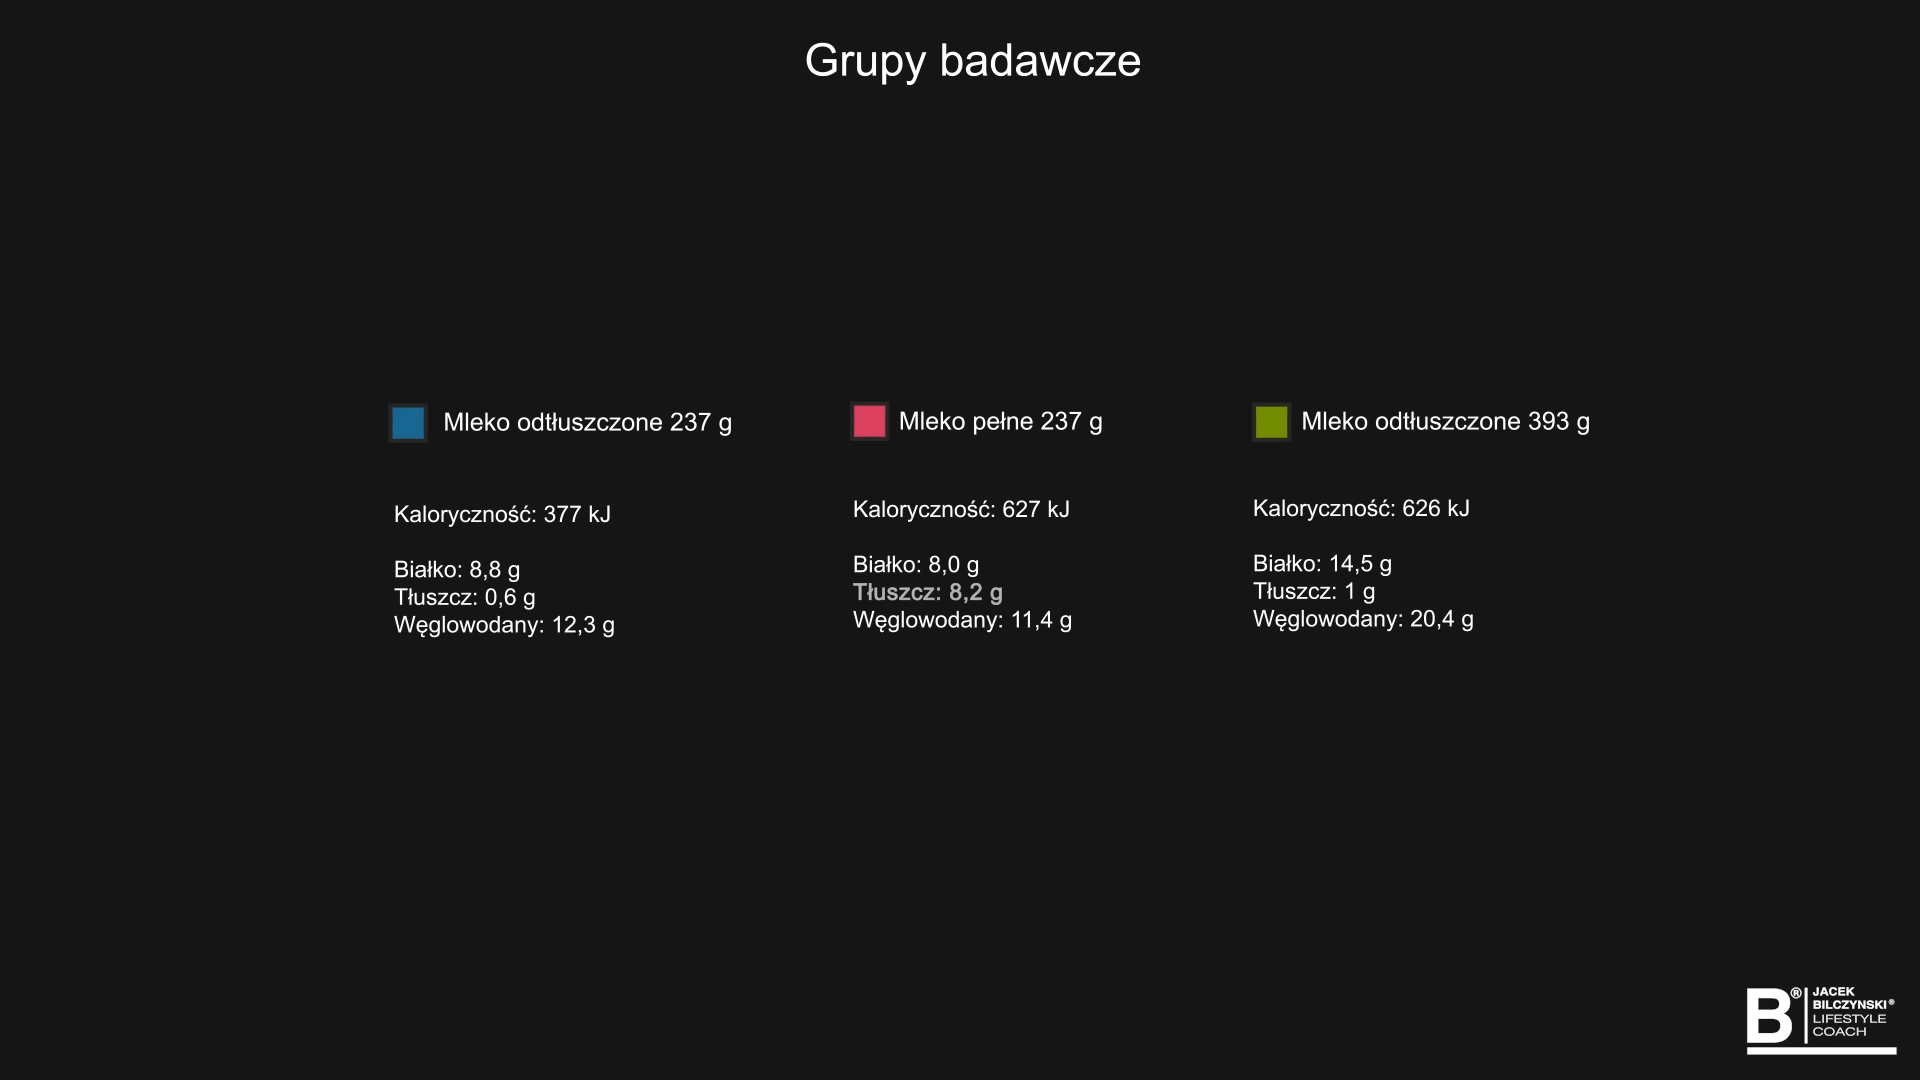 Grupy badawcze
Mleko odtłuszczone 237 g
Kaloryczność: 377 kJ
Białko: 8,8 g
Tłuszcz: 0,6 g
Węglowodany: 12,3 g
Mleko pełne 237 g
Kaloryczność: 627 kJ
Białko: 8,0 g
Tłuszcz: 8,2 g
Węglowodany: 11,4 g
Mleko odtłuszczone 393 g
Kaloryczność: 626 kJ
Białko: 14,5 g
Tłuszcz: 1 g
Węglowodany: 20,4 g
B®
JACEK
BILCZYNSKI®
LIFESTYLE
COACH